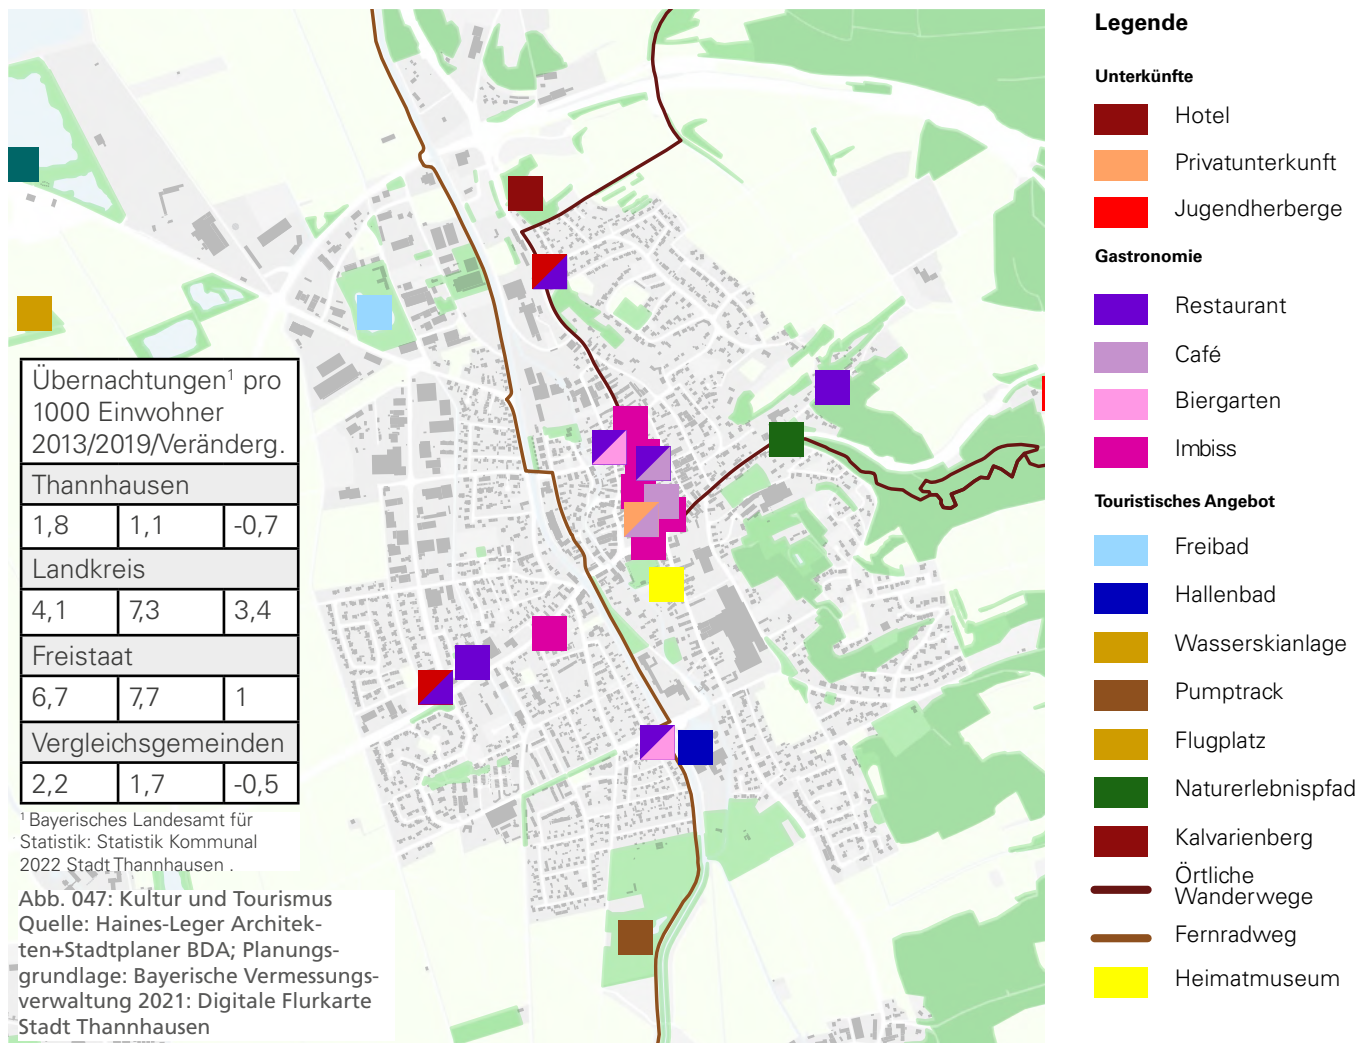 Übernachtungen¹ pro
1000 Einwohner
2013/2019/Veränderg.
Thannhausen
1,8 1,1 -0,7
Landkreis
4,1 7,3 3,4
Freistaat
6,7 7,7 1
Vergleichsgemeinden
2,2 1,7 -0,5
¹ Bayerisches Landesamt für
Statistik: Statistik Kommunal
2022 Stadt Thannhausen .
Abb. 047: Kultur und Tourismus
Quelle: Haines-Leger Architek-
ten+Stadtplaner BDA; Planungs-
grundlage: Bayerische Vermessungs-
verwaltung 2021: Digitale Flurkarte
Stadt Thannhausen
Legende
Unterkünfte
Hotel
Privatunterkunft
Jugendherberge
Gastronomie
Restaurant
Café
Biergarten
Imbiss
Touristisches Angebot
Freibad
Hallenbad
Wasserskianlage
Pumptrack
Flugplatz
Naturerlebnispfad
Kalvarienberg
Örtliche
Wanderwege
Fernradweg
Heimatmuseum